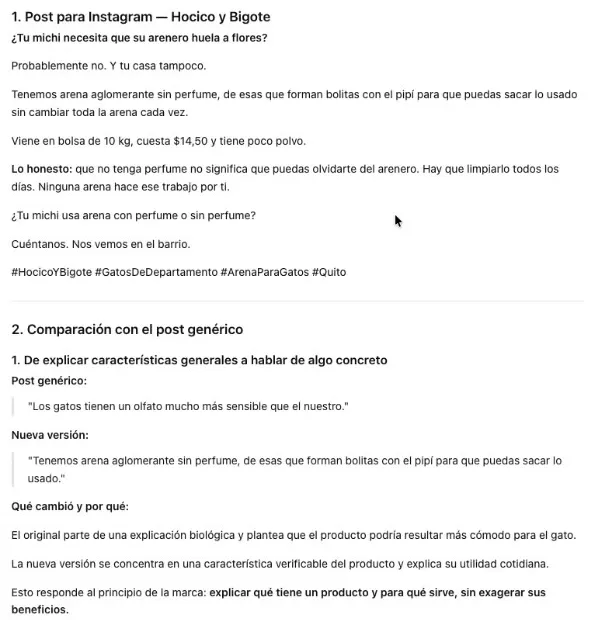 1. Post para Instagram — Hocico y Bigote
¿Tu michi necesita que su arenero huela a flores?
Probablemente no. Y tu casa tampoco.
Tenemos arena aglomerante sin perfume, de esas que forman bolitas con el pipí para que puedas sacar lo usado
sin cambiar toda la arena cada vez.
Viene en bolsa de 10 kg, cuesta $14,50 y tiene poco polvo.
Lo honesto: que no tenga perfume no significa que puedas olvidarte del arenero. Hay que limpiarlo todos los
días. Ninguna arena hace ese trabajo por ti.
¿Tu michi usa arena con perfume o sin perfume?
Cuéntanos. Nos vemos en el barrio.
#HocicoYBigote #GatosDeDepartamento #ArenaParaGatos #Quito
2. Comparación con el post genérico
1. De explicar características generales a hablar de algo concreto
Post genérico:
"Los gatos tienen un olfato mucho más sensible que el nuestro."
Nueva versión:
"Tenemos arena aglomerante sin perfume, de esas que forman bolitas con el pipí para que puedas sacar lo
usado."
Qué cambió y por qué:
El original parte de una explicación biológica y plantea que el producto podría resultar más cómodo para el gato.
La nueva versión se concentra en una característica verificable del producto y explica su utilidad cotidiana.
Esto responde al principio de la marca: explicar qué tiene un producto y para qué sirve, sin exagerar sus
beneficios.